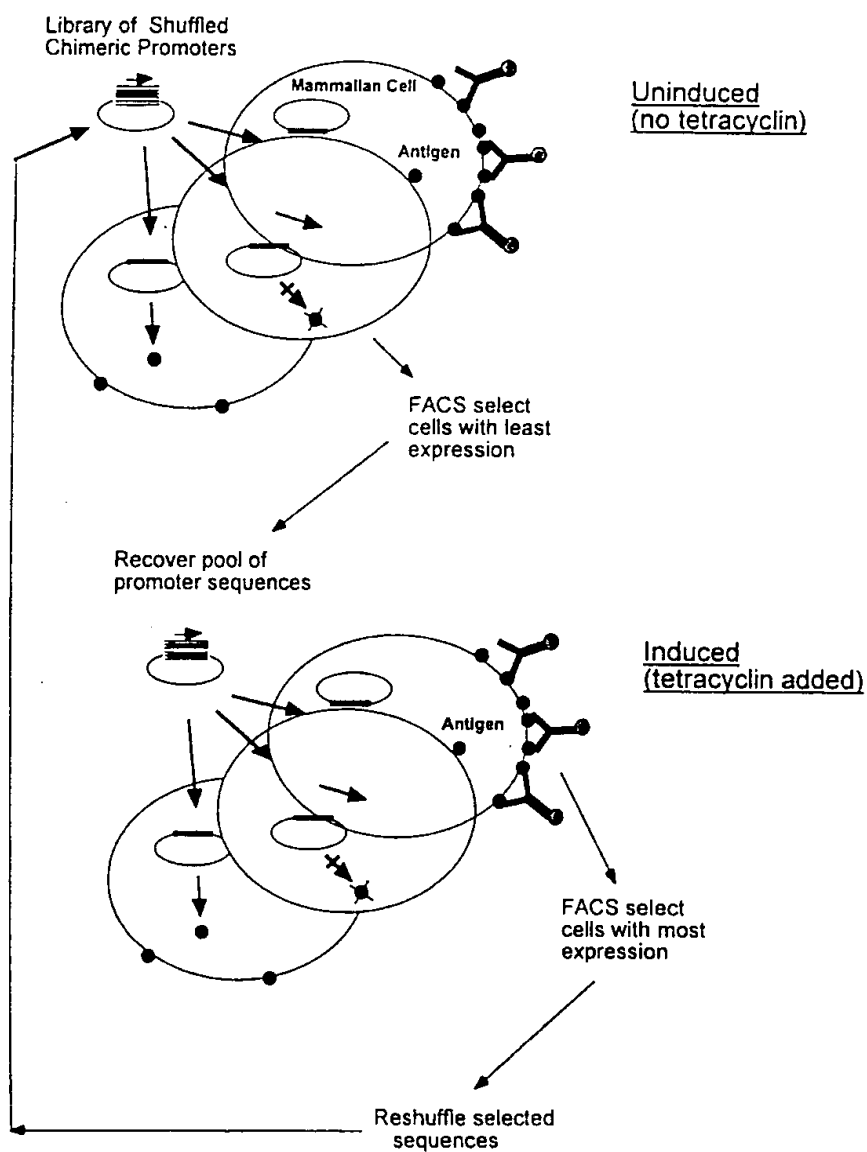 Library of Shuffled
Chimeric Promoters
Mammalian Cell
Uninduced
(no tetracyclin)
Antigen
FACS select
cells with least
expression
Recover pool of
promoter sequences
Induced
(tetracyclin added)
Antigen
FACS select
cells with most
expression
Reshuffle selected
sequences